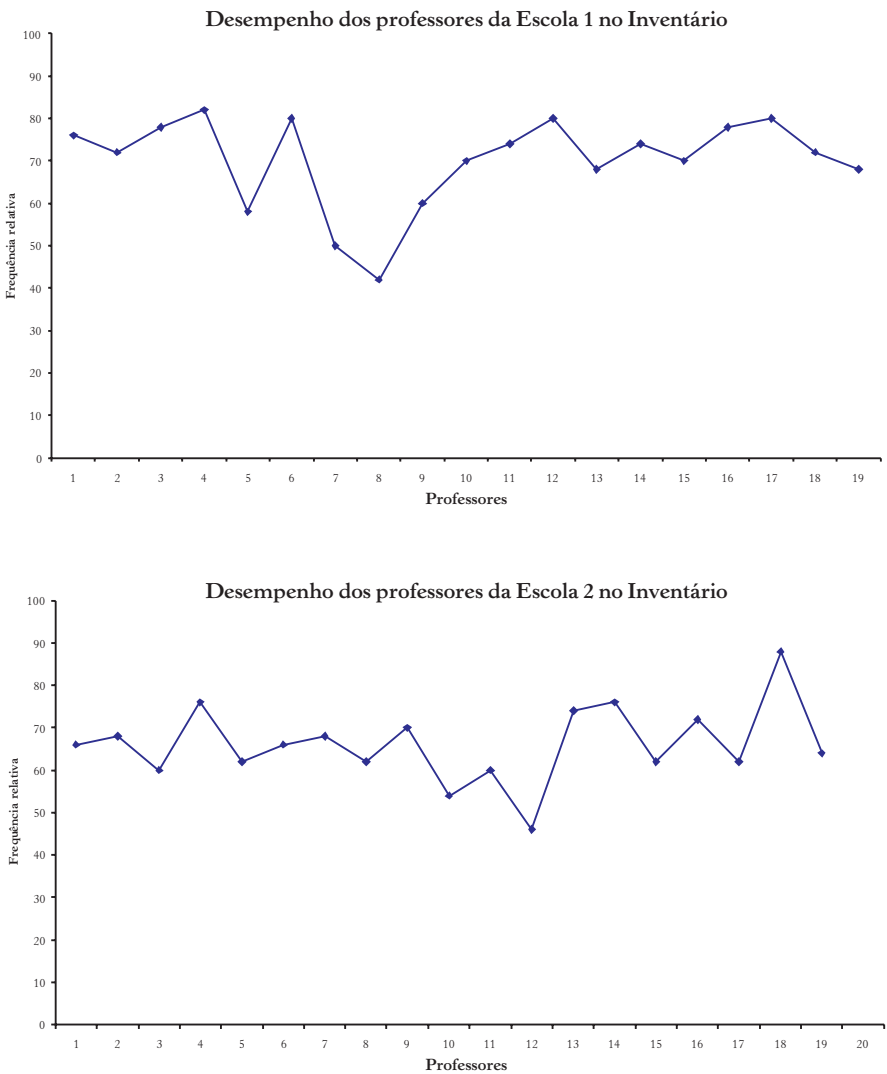 Desempenho dos professores da Escola 1 no Inventário
100
90
80
70
60
50
40
30
20
10
0
Frequência relativa
1 2 3 4 5 6 7 8 9 10 11 12 13 14 15 16 17 18 19
Professores
Desempenho dos professores da Escola 2 no Inventário
100
90
80
70
60
50
40
30
20
10
0
Frequência relativa
1 2 3 4 5 6 7 8 9 10 11 12 13 14 15 16 17 18 19 20
Professores